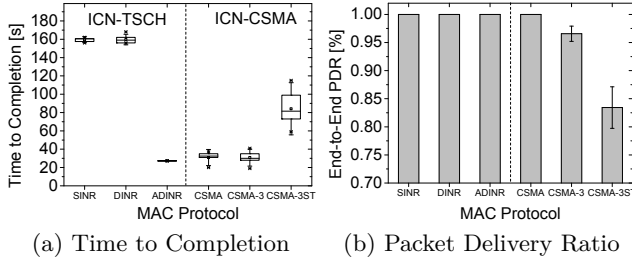 ICN-TSCH ICN-CSMA
Time to Completion [s]
180
160
140
120
100
80
60
40
20
0
SINR DINR ADINR CSMA CSMA-3 CSMA-3ST
MAC Protocol
(a) Time to Completion
End-to-End PDR [%]
1.00
0.95
0.90
0.85
0.80
0.75
0.70
SINR DINR ADINR CSMA CSMA-3 CSMA-3ST
MAC Protocol
(b) Packet Delivery Ratio